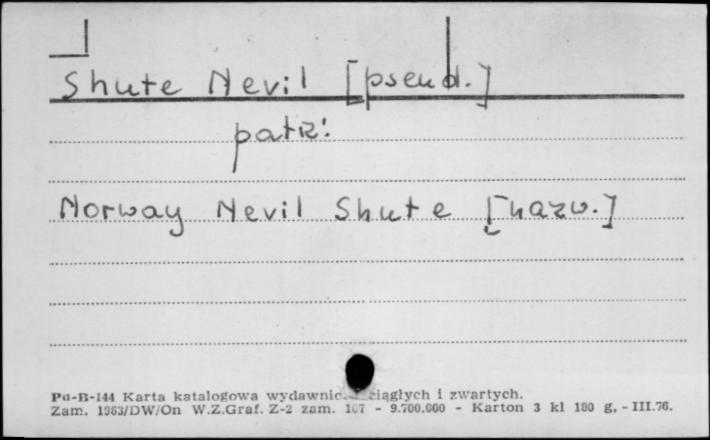 Shute Nevil [pseud.]
patrz:
Norway Nevil Shute [nazw.]
Pu-B-144 Karta katalogowa wydawnic. ciągłych i zwartych.
Zam. 1963/DW/On W.Z.Graf. Z-2 zam. 107 - 9.700.000 - Karton 3 kl 180 g, - III.76.